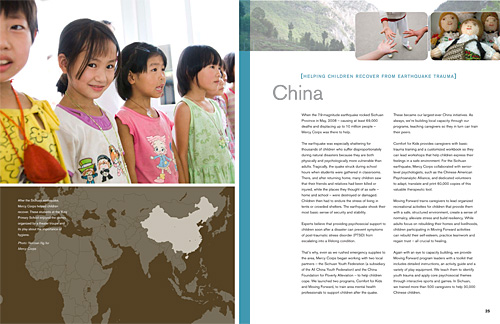 [HELPING CHILDREN RECOVER FROM EARTHQUAKE TRAUMA]
China
When the 7.9-magnitude earthquake rocked Sichuan
Province in May, 2008 – causing at least 69,000
deaths and displacing up to 10 million people –
Mercy Corps was there to help.
The earthquake was especially shattering for
thousands of children who suffer disproportionately
during natural disasters because they are both
physically and psychologically more vulnerable than
adults. Tragically, the quake struck during school
hours when students were gathered in classrooms.
Then, and often returning home, many children saw
that their friends and relatives had been killed or
injured, while the places they thought of as safe –
home and school – were destroyed or damaged.
Children then had to endure the stress of living in
tents or crowded shelters. The earthquake shook their
most basic sense of security and stability.
Experts believe that providing psychosocial support to
children soon after a disaster can prevent symptoms
of post-traumatic stress disorder (PTSD) from
escalating into a lifelong condition.
That's why, even as we rushed emergency supplies to
the area, Mercy Corps began working with two local
partners – the Sichuan Youth Federation (a subsidiary
of the All China Youth Federation) and the China
Foundation for Poverty Alleviation – to help children
cope. We launched two programs, Comfort for Kids
and Moving Forward, to train area mental health
professionals to support children after the quake.
These became our largest-ever China initiatives. As
always, we're building local capacity through our
programs, teaching caregivers so they in turn can train
their peers.
Comfort for Kids provides caregivers with basic
trauma training and a customized workbook so they
can lead workshops that help children express their
feelings in a safe environment. For the Sichuan
earthquake, Mercy Corps collaborated with senior-
level psychologists, such as the Chinese American
Psychoanalytic Alliance, and dedicated volunteers
to adapt, translate and print 60,000 copies of this
valuable therapeutic tool.
Moving Forward trains caregivers to lead organized
recreational activities for children that provide them
with a safe, structured environment, create a sense of
normalcy, alleviate stress and build resiliency. While
adults focus on rebuilding their homes and livelihoods,
children participating in Moving Forward activities
can rebuild their self-esteem, practice teamwork and
regain trust – all crucial to healing.
Again with an eye to capacity building, we provide
Moving Forward program leaders with a toolkit that
includes detailed instructions, an activity guide and a
variety of play equipment. We teach them to identify
youth trauma and apply core psychosocial themes
through interactive sports and games. In Sichuan,
we trained more than 900 caregivers to help 30,000
Chinese children.
After the Sichuan earthquake,
Mercy Corps helped children
recover. These students at the
Primary School
organized by a
its play about the importance of
hygiene.
Photo:
Mercy Corps